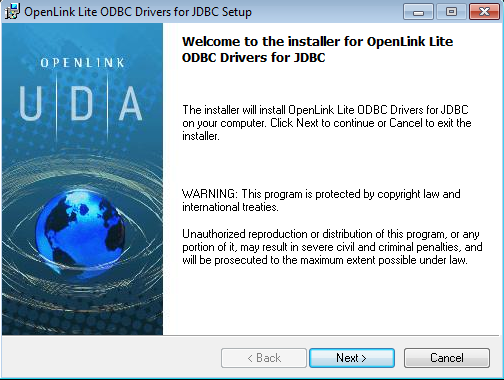 OpenLink Lite ODBC Drivers for JDBC Setup
OPENLINK
UDA
Welcome to the installer for OpenLink Lite
ODBC Drivers for JDBC
The installer will install OpenLink Lite ODBC Drivers for JDBC
on your computer. Click Next to continue or Cancel to exit the
installer.
WARNING: This program is protected by copyright law and
international treaties.
Unauthorized reproduction or distribution of this program, or any
portion of it, may result in severe civil and criminal penalties, and
will be prosecuted to the maximum extent possible under law.
< Back
Next >
Cancel